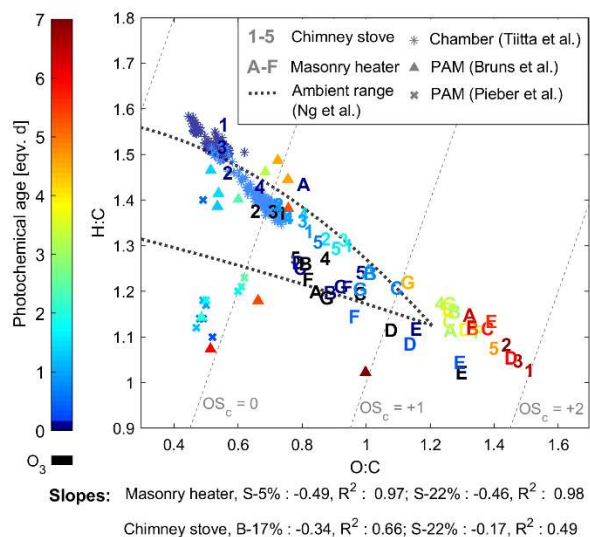 7
6
5
4
3
2
1
0
O3
Photochemical age [eqv. d]
1.8
1.7
1.6
1.5
1.4
1.3
1.2
1.1
1
0.9
H:C
1-5 Chimney stove
A-F Masonry heater
Ambient range
(Ng et al.)
Chamber (Tiitta et al.)
PAM (Bruns et al.)
PAM (Pieber et al.)
OSc = 0
OSc = +1
OSc = +2
0.4 0.6 0.8 1 1.2 1.4 1.6
O:C
Slopes: Masonry heater, S-5% : -0.49, R2 : 0.97; S-22% : -0.46, R2 : 0.98
Chimney stove, B-17% : -0.34, R2 : 0.66; S-22% : -0.17, R2 : 0.49